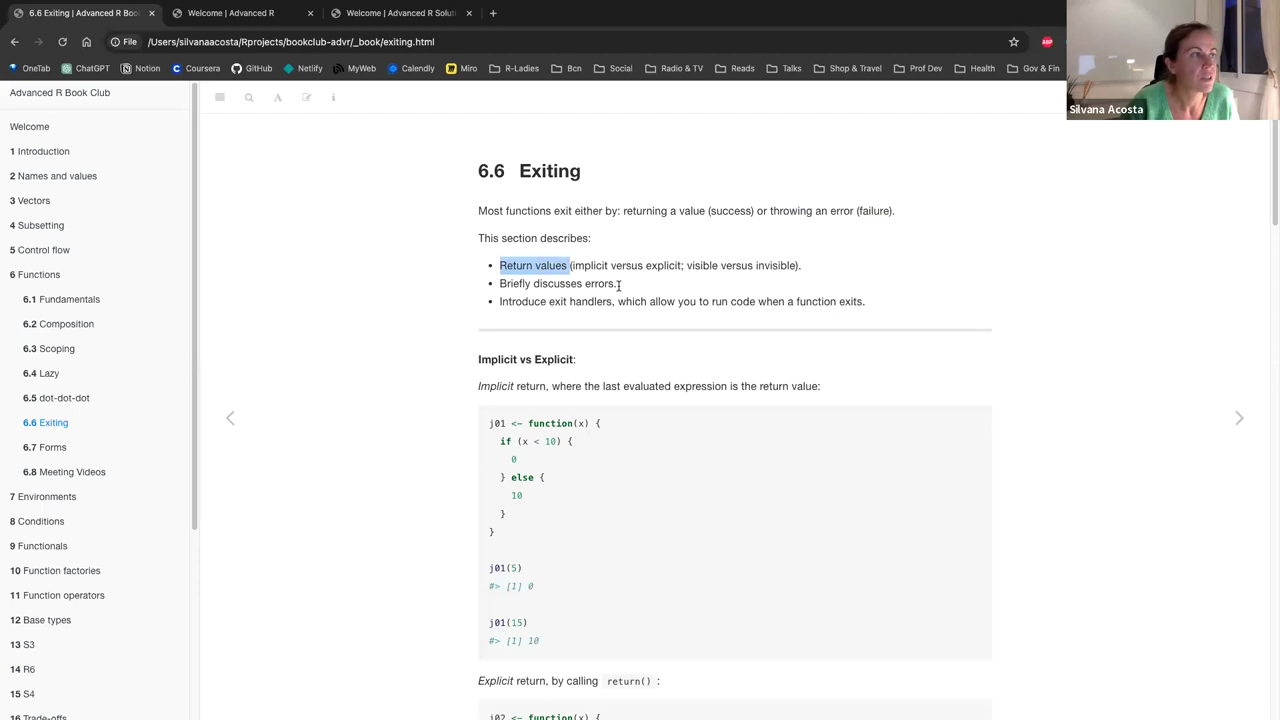 6.6 Exiting | Advanced R Book C
Welcome | Advanced R
Welcome | Advanced R Soluti
File
/Users/silvanaacosta/Rprojects/bookclub-advr/_book/exiting.html
ABP
OneTab
ChatGPT
Notion
Coursera
GitHub
Netlify
MyWeb
Calendly
Miro
R-Ladies
Bcn
Social
Radio & TV
Reads
Talks
Shop & Travel
Prof Dev
Health
Gov & Fin
Silvana Acosta
Advanced R Book Club
Welcome
1 Introduction
2 Names and values
3 Vectors
4 Subsetting
5 Control flow
6 Functions
6.1 Fundamentals
6.2 Composition
6.3 Scoping
6.4 Lazy
6.5 dot-dot-dot
6.6 Exiting
6.7 Forms
6.8 Meeting Videos
7 Environments
8 Conditions
9 Functionals
10 Function factories
11 Function operators
12 Base types
13 S3
14 R6
15 S4
16 Trade-offs
6.6 Exiting
Most functions exit either by: returning a value (success) or throwing an error (failure).
This section describes:
• Return values (implicit versus explicit; visible versus invisible).
• Briefly discusses errors.
• Introduce exit handlers, which allow you to run code when a function exits.
Implicit vs Explicit:
Implicit return, where the last evaluated expression is the return value:
j01 <- function(x) {
if (x < 10) {
0
} else {
10
}
}
j01(5)
#> [1] 0
j01(15)
#> [1] 10
Explicit return, by calling return() :
j02 <- function(x) {